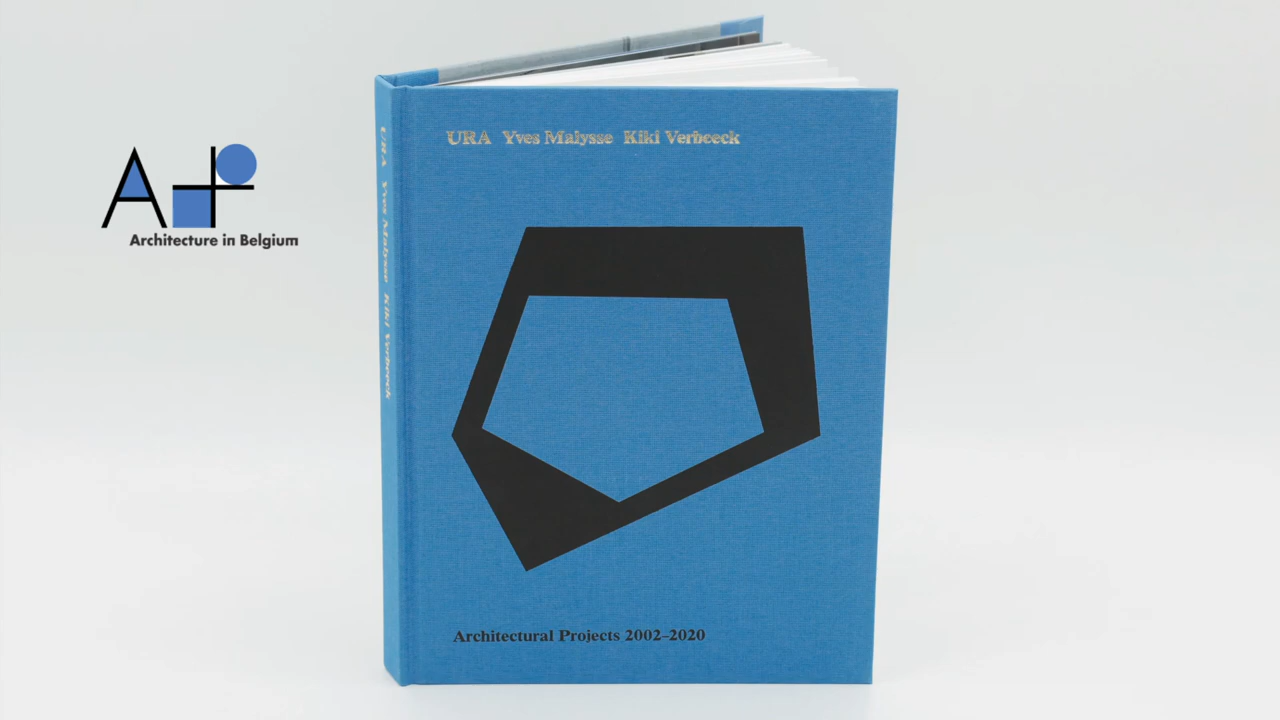 URA Yves Malysse Kiki Verbeeck
URA Yves Malysse Kiki Verbeeck
A+
Architecture in Belgium
Architectural Projects 2002–2020